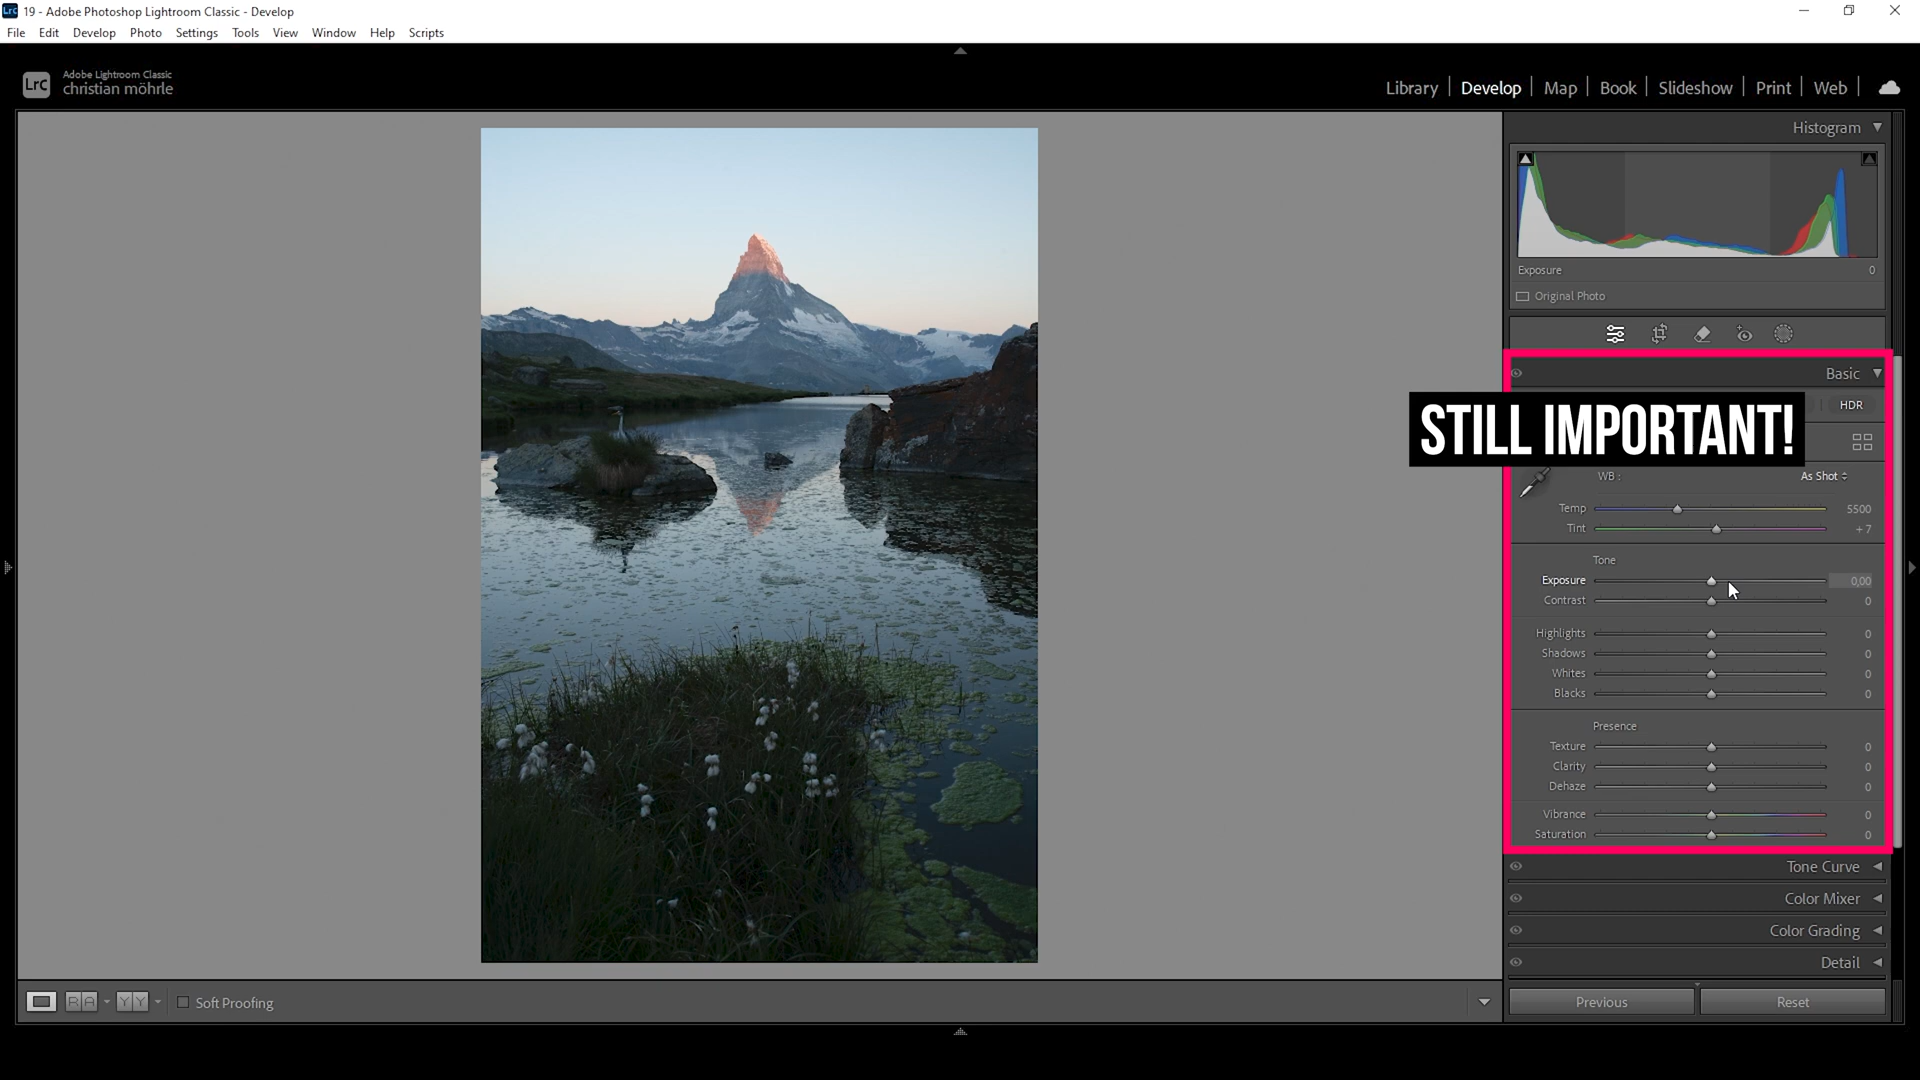 19 - Adobe Photoshop Lightroom Classic - Develop
File Edit Develop Photo Settings Tools View Window Help Scripts
Lrc
Adobe Lightroom Classic
christian möhrle
Library | Develop | Map | Book | Slideshow | Print | Web
Histogram
Exposure 0
Original Photo
Basic
HDR
STILL IMPORTANT!
WB : As Shot
Temp 5500
Tint + 7
Tone
Exposure 0,00
Contrast 0
Highlights 0
Shadows 0
Whites 0
Blacks 0
Presence
Texture 0
Clarity 0
Dehaze 0
Vibrance 0
Saturation 0
Tone Curve
Color Mixer
Color Grading
Detail
R A Y Y Soft Proofing
Previous Reset